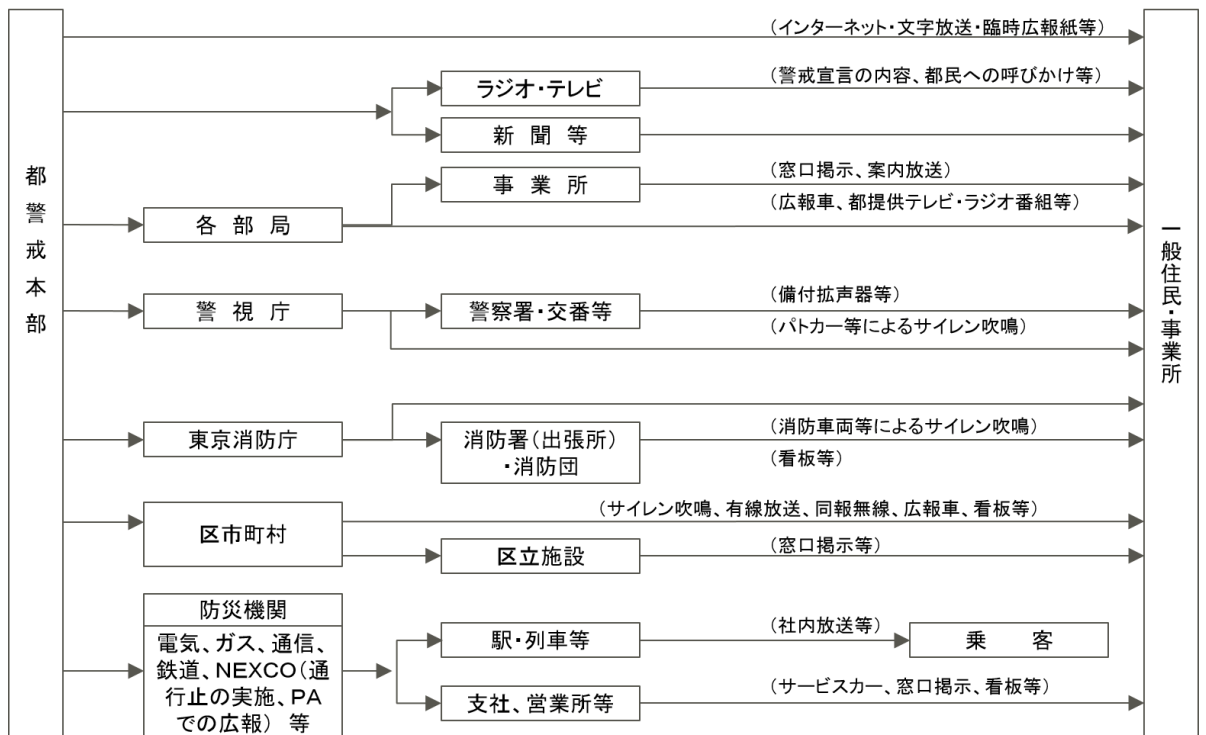 都警戒本部
(インターネット・文字放送・臨時広報紙等)
ラジオ・テレビ
(警戒宣言の内容、都民への呼びかけ等)
新聞等
事業所
(窓口掲示、案内放送)
各部局
(広報車、都提供テレビ・ラジオ番組等)
警視庁
警察署・交番等
(備付拡声器等)
(パトカー等によるサイレン吹鳴)
東京消防庁
消防署(出張所)
・消防団
(消防車両等によるサイレン吹鳴)
(看板等)
区市町村
(サイレン吹鳴、有線放送、同報無線、広報車、看板等)
区立施設
(窓口掲示等)
防災機関
電気、ガス、通信、
鉄道、NEXCO(通
行止の実施、PA
での広報) 等
駅・列車等
(社内放送等)
乗客
支社、営業所等
(サービスカー、窓口掲示、看板等)
一般住民・事業所